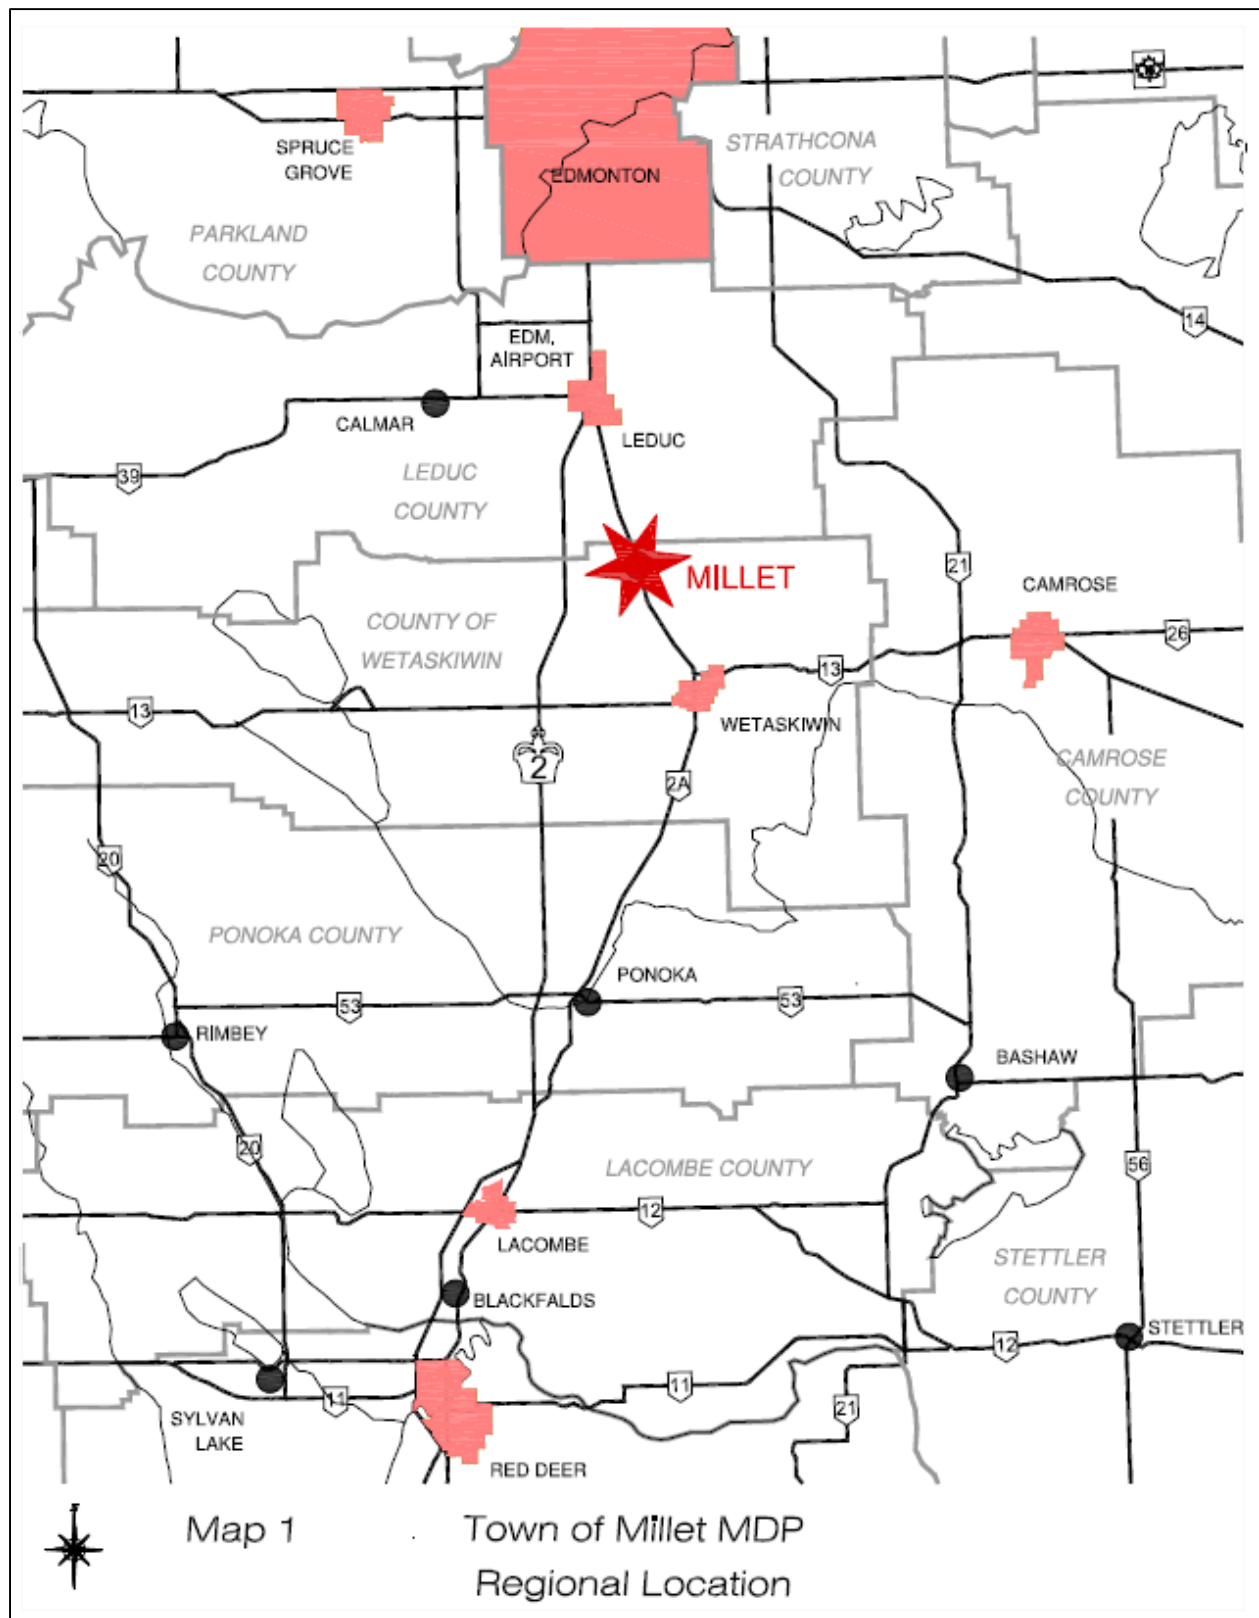 SPRUCE
GROVE
EDMONTON
STRATHCONA
COUNTY
PARKLAND
COUNTY
14
EDM,
AIRPORT
CALMAR
LEDUC
39
LEDUC
COUNTY
21
MILLET
CAMROSE
COUNTY OF
WETASKIWIN
26
13
13
WETASKIWIN
2
2A
CAMROSE
COUNTY
20
PONOKA COUNTY
PONOKA
53
53
RIMBEY
BASHAW
20
LACOMBE COUNTY
56
12
LACOMBE
STETTLER
COUNTY
BLACKFALDS
STETTLER
12
11
11
21
SYLVAN
LAKE
RED DEER
Map 1
Town of Millet MDP
Regional Location